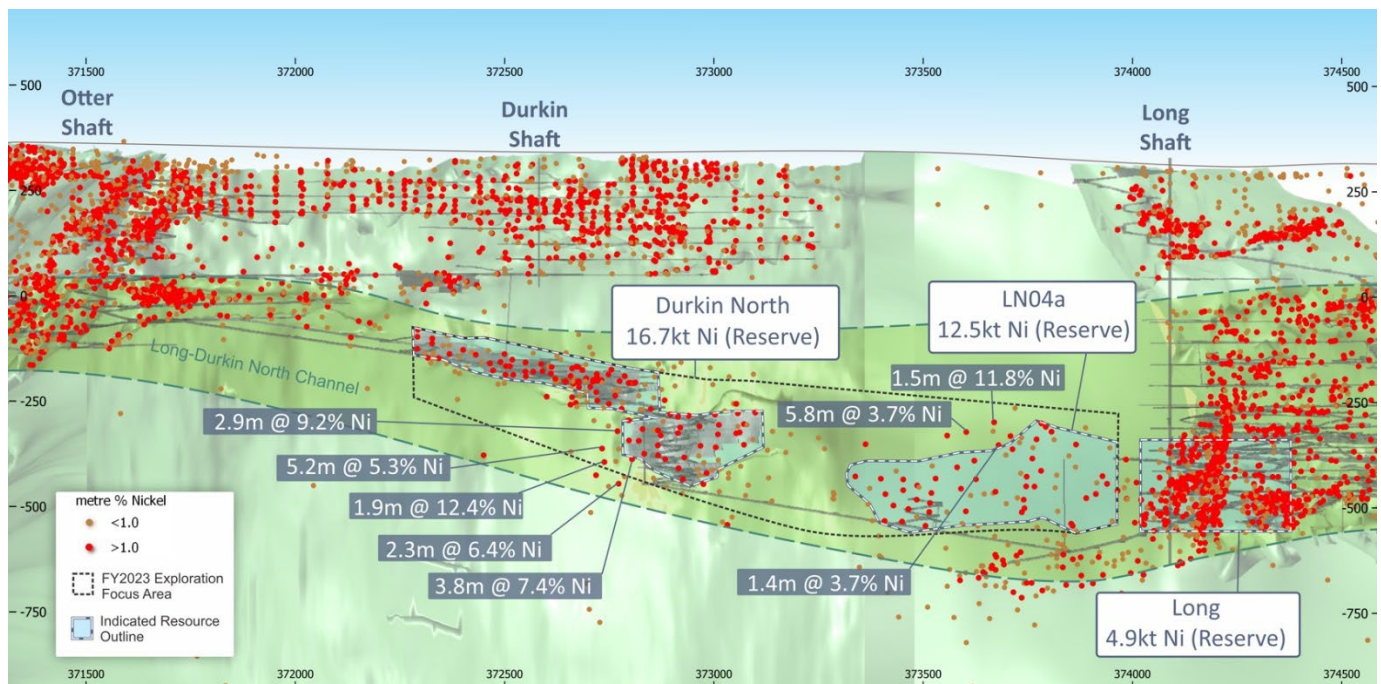 371500
372000
372500
373000
373500
374000
374500
500
500
Otter
Shaft
Durkin
Shaft
Long
Shaft
250
250
0
0
Durkin North
16.7kt Ni (Reserve)
LN04a
12.5kt Ni (Reserve)
Long-Durkin North Channel
1.5m @ 11.8% Ni
-250
-250
2.9m @ 9.2% Ni
5.8m @ 3.7% Ni
5.2m @ 5.3% Ni
1.9m @ 12.4% Ni
-500
-500
metre % Nickel
<1.0
>1.0
FY2023 Exploration
Focus Area
Indicated Resource
Outline
2.3m @ 6.4% Ni
3.8m @ 7.4% Ni
1.4m @ 3.7% Ni
-750
-750
Long
4.9kt Ni (Reserve)
371500
372000
372500
373000
373500
374000
374500